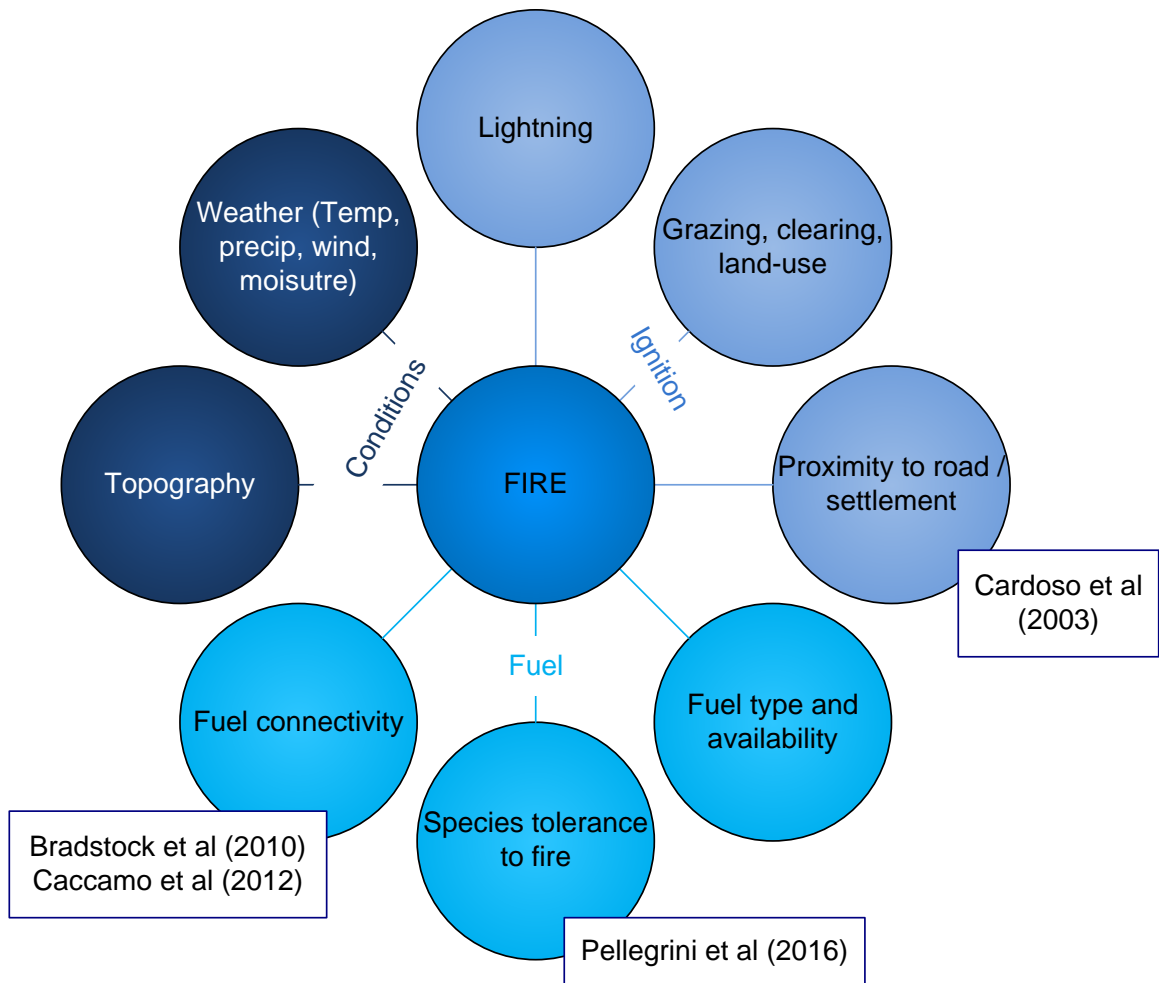 Lightning
Weather (Temp,
precip, wind,
moisutre)
Grazing, clearing,
land-use
Ignition
Conditions
Topography
FIRE
Proximity to road /
settlement
Cardoso et al
(2003)
Fuel
Fuel connectivity
Fuel type and
availability
Species tolerance
to fire
Bradstock et al (2010)
Caccamo et al (2012)
Pellegrini et al (2016)